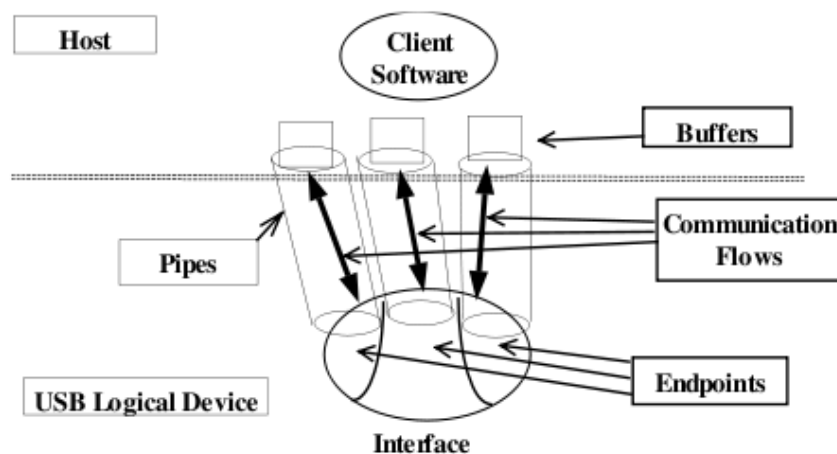 Host
Client
Software
Buffers
Communication
Flows
Pipes
Endpoints
USB Logical Device
Interface